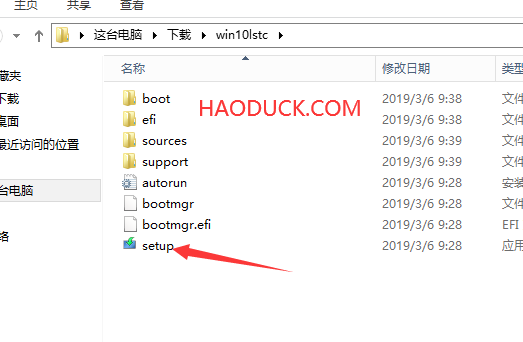 主页 共享 查看
这台电脑 下载 win10lstc
名称 修改日期 类型
藏夹
下载
桌面
最近访问的位置
台电脑
络
HAODUCK.COM
boot 2019/3/6 9:38 文件
efi 2019/3/6 9:38 文件
sources 2019/3/6 9:39 文件
support 2019/3/6 9:39 文件
autorun 2019/3/6 9:28 安装
bootmgr 2019/3/6 9:28 文件
bootmgr.efi 2019/3/6 9:28 EFI
setup 2019/3/6 9:28 应用